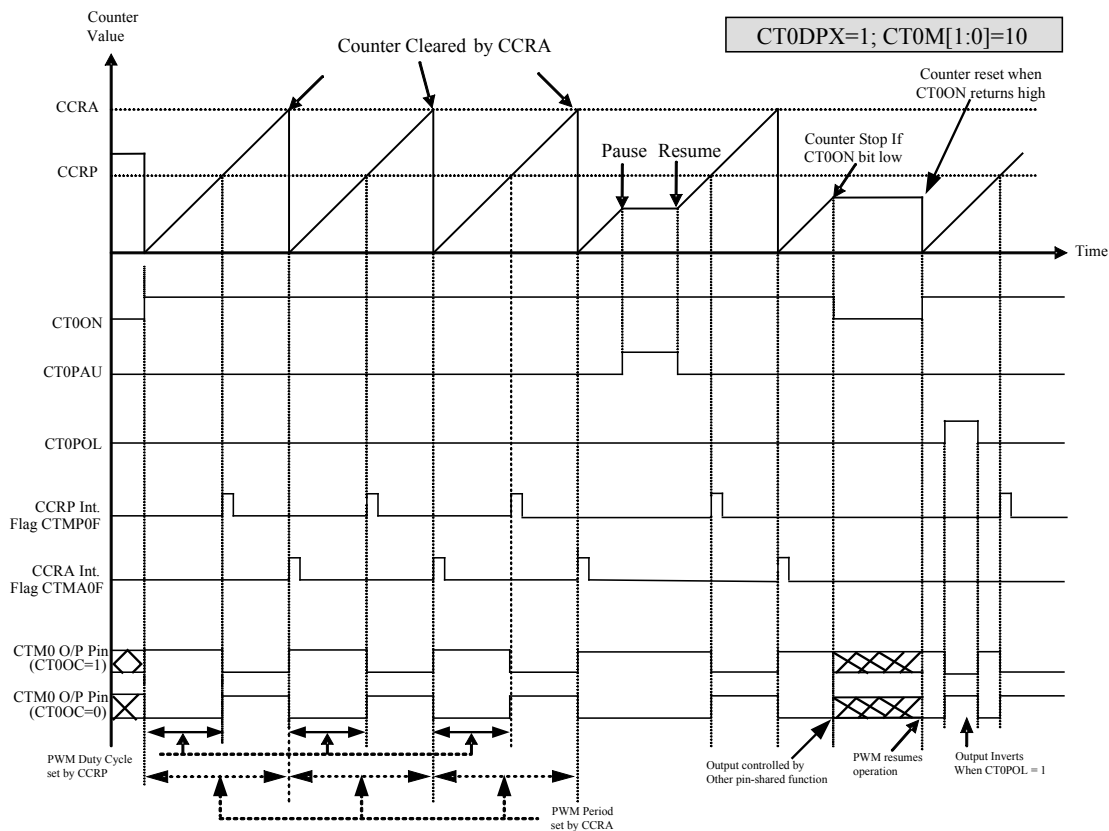 Counter
Value
CT0DPX=1; CT0M[1:0]=10
Counter Cleared by CCRA
Counter reset when
CT0ON returns high
CCRA
Counter Stop If
CT0ON bit low
Pause
Resume
CCRP
Time
CT0ON
CT0PAU
CT0POL
CCRP Int.
Flag CTMP0F
CCRA Int.
Flag CTMA0F
CTM0 O/P Pin
(CT0OC=1)
CTM0 O/P Pin
(CT0OC=0)
PWM Duty Cycle
set by CCRP
Output controlled by
Other pin-shared function
PWM resumes
operation
Output Inverts
When CT0POL = 1
PWM Period
set by CCRA